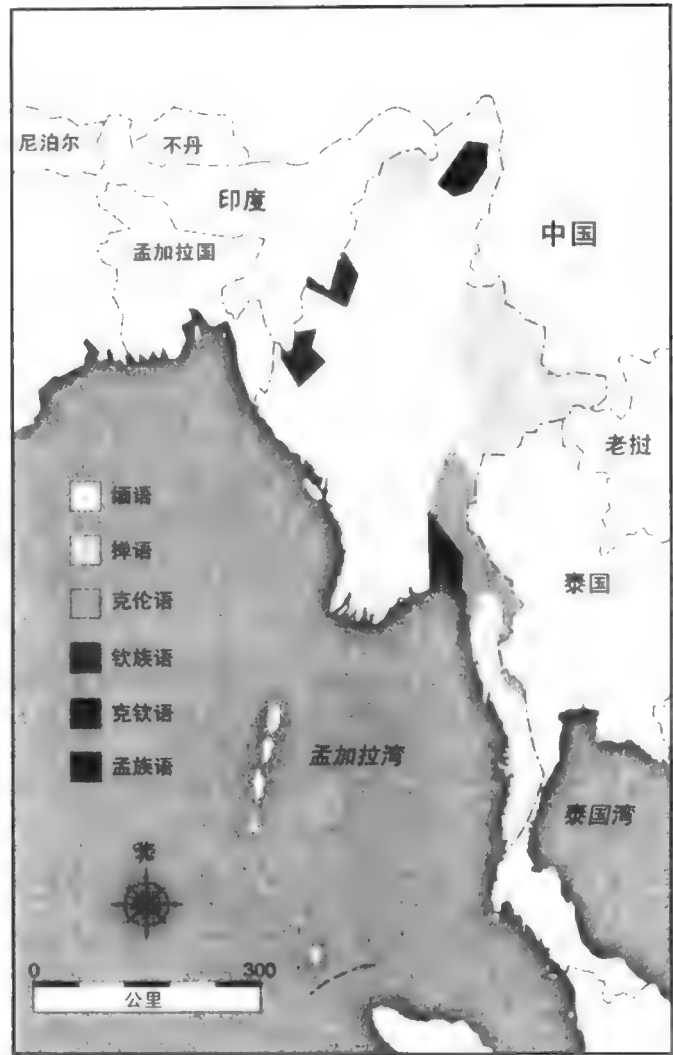 尼泊尔
不丹
印度
中国
孟加拉国
老挝
缅语
掸语
克伦语
泰国
钦族语
克钦语
孟族语
孟加拉湾
泰国湾
北
0 300
公里